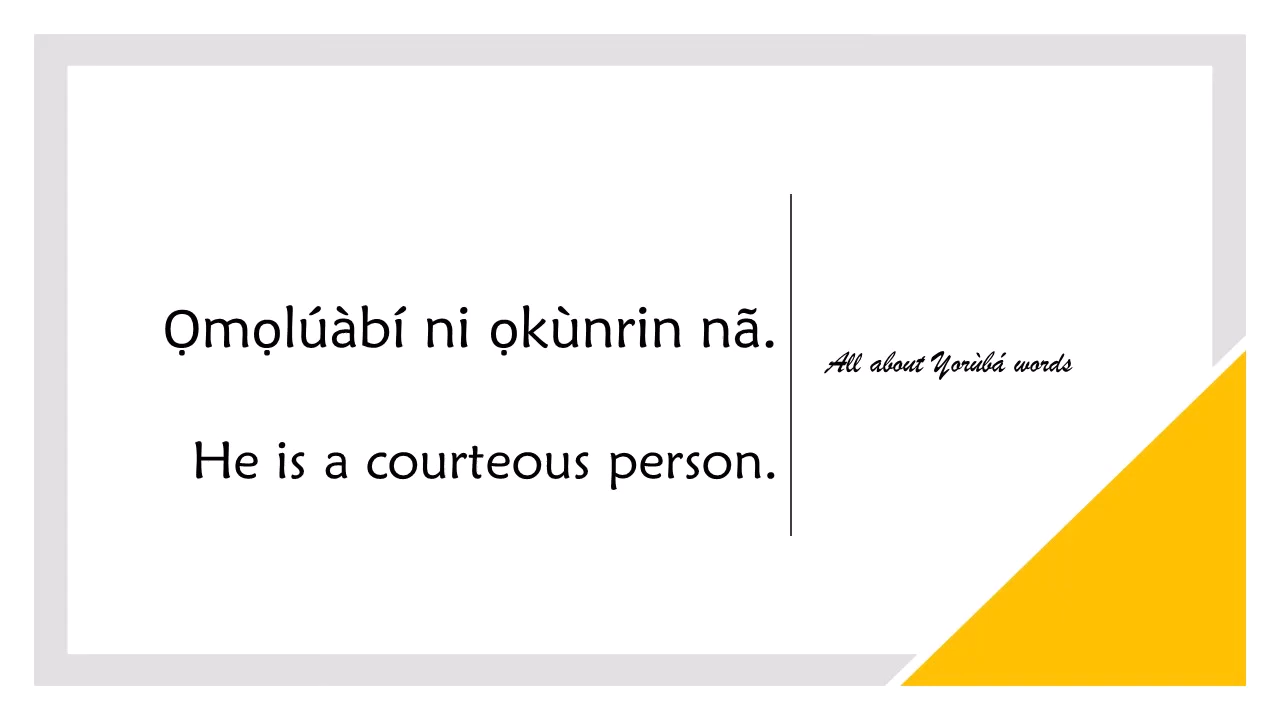 Ọmọlúàbí ni ọkùnrin nã.
He is a courteous person.
All about Yorùbá words